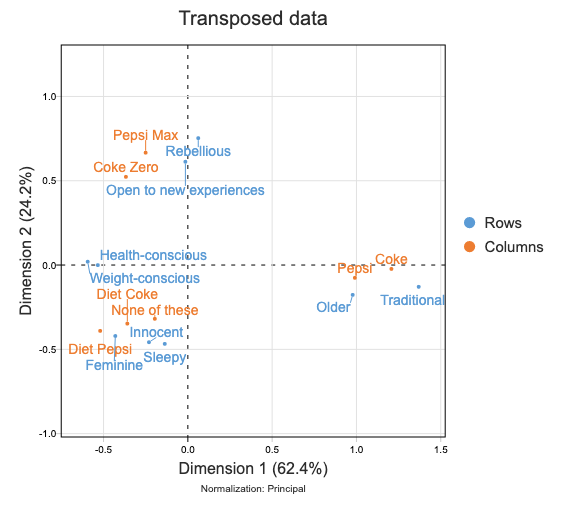 Transposed data
1.0
Pepsi Max
Rebellious
Coke Zero
0.5
Open to new experiences
Rows
Columns
Health-conscious
Coke
0.0
Pepsi
Weight-conscious
Diet Coke
None of these
Older
Traditional
Innocent
Diet Pepsi
-0.5
Sleepy
Feminine
-1.0
Dimension 2 (24.2%)
-0.5
0.0
0.5
1.0
1.5
Dimension 1 (62.4%)
Normalization: Principal